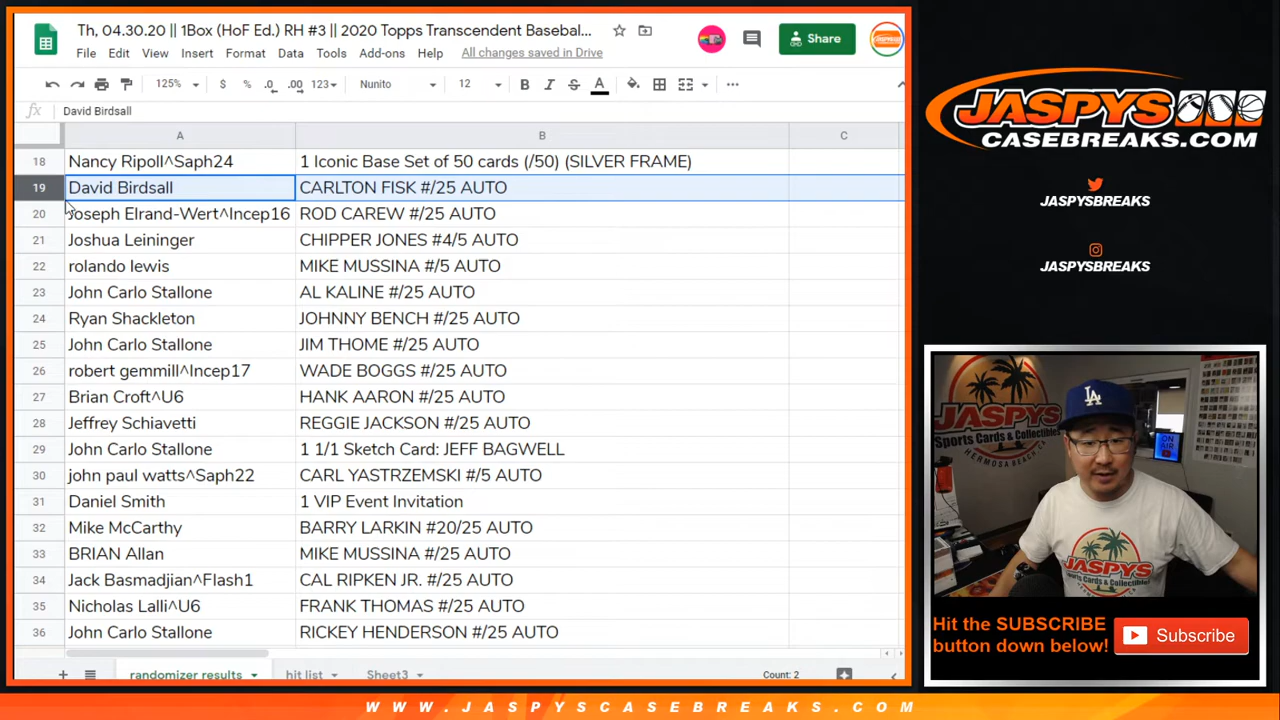 Th, 04.30.20 || 1Box (HoF Ed.) RH #3 || 2020 Topps Transcendent Basebal...
Share
File Edit View Insert Format Data Tools Add-ons Help All changes saved in Drive
125% $ % .0 .00 123 Nunito 12 B I S A
fx David Birdsall
A B C
18 Nancy Ripoll^Saph24 1 Iconic Base Set of 50 cards (/50) (SILVER FRAME)
19 David Birdsall CARLTON FISK #/25 AUTO
20 Joseph Elrand-Wert^Incep16 ROD CAREW #/25 AUTO
21 Joshua Leininger CHIPPER JONES #4/5 AUTO
22 rolando lewis MIKE MUSSINA #/5 AUTO
23 John Carlo Stallone AL KALINE #/25 AUTO
24 Ryan Shackleton JOHNNY BENCH #/25 AUTO
25 John Carlo Stallone JIM THOME #/25 AUTO
26 robert gemmill^Incep17 WADE BOGGS #/25 AUTO
27 Brian Croft^U6 HANK AARON #/25 AUTO
28 Jeffrey Schiavetti REGGIE JACKSON #/25 AUTO
29 John Carlo Stallone 1 1/1 Sketch Card: JEFF BAGWELL
30 john paul watts^Saph22 CARL YASTRZEMSKI #/5 AUTO
31 Daniel Smith 1 VIP Event Invitation
32 Mike McCarthy BARRY LARKIN #20/25 AUTO
33 BRIAN Allan MIKE MUSSINA #/25 AUTO
34 Jack Basmadjian^Flash1 CAL RIPKEN JR. #/25 AUTO
35 Nicholas Lalli^U6 FRANK THOMAS #/25 AUTO
36 John Carlo Stallone RICKEY HENDERSON #/25 AUTO
randomizer results hit list Sheet3 Count: 2
JASPYS
CASEBREAKS.COM
JASPYSBREAKS
JASPYSBREAKS
JASPYS
Sports Cards & Collectibles
HERMOSA BEACH
ON AIR
LA
JASPYS
Hit the SUBSCRIBE
button down below!
Subscribe
WWW.JASPYSCASEBREAKS.COM